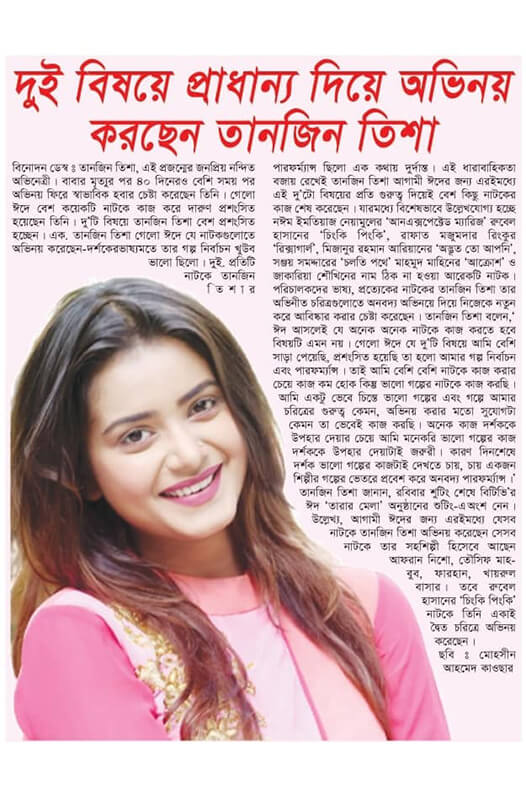 দুই বিষয়ে প্রাধান্য দিয়ে অভিনয়
করছেন তানজিন তিশা
বিনোদন ডেস্ক ঃ তানজিন তিশা, এই প্রজন্মের জনপ্রিয় নন্দিত
অভিনেত্রী। বাবার মৃত্যুর পর ৪০ দিনেরও বেশি সময় পর
অভিনয় ফিরে স্বাভাবিক হবার চেষ্টা করেছেন তিনি। গেলো
ঈদে বেশ কয়েকটি নাটকে কাজ করে দারুণ প্রশংসিত
হয়েছেন তিনি। দু'টি বিষয়ে তানজিন তিশা বেশ প্রশংসিত
হচ্ছেন। এক. তানজিন তিশা গেলো ঈদে যে নাটকগুলোতে
অভিনয় করেছেন-দর্শকেরভাষ্যমতে তার গল্প নির্বাচন খুউব
ভালো ছিলো। দুই. প্রতিটি
নাটকে তানজিন
তিশার
পারফর্ম্যান্স ছিলো এক কথায় দুর্দান্ত। এই ধারাবাহিকতা
বজায় রেখেই তানজিন তিশা আগামী ঈদের জন্য এরইমধ্যে
এই দু'টো বিষয়ের প্রতি গুরুত্ব দিয়েই বেশ কিছু নাটকের
কাজ শেষ করেছেন। যারমধ্যে বিশেষভাবে উল্লেখযোগ্য হচ্ছে
নঈম ইমতিয়াজ নেয়ামুলের 'আনএক্সপেক্টেড ম্যারিজ' রুবেল
হাসানের 'চিংকি পিংকি', রাফাত মজুমদার রিংকুর
'রিক্সাগার্ল', মিজানুর রহমান আরিয়ানের 'অদ্ভুত তো আপনি',
সঞ্জয় সমদ্দারের 'চলতি পথে' মাহমুদ মাহিনের 'আক্রোশ' ও
জাকারিয়া শৌখিনের নাম ঠিক না হওয়া আরেকটি নাটক।
পরিচালকদের ভাষ্য, প্রত্যেকের নাটকের তানজিন তিশা তার
অভিনীত চরিত্রগুলোতে অনবদ্য অভিনয়ে দিয়ে নিজেকে নতুন
করে আবিষ্কার করার চেষ্টা করেছেন। তানজিন তিশা বলেন,'
ঈদ আসলেই যে অনেক অনেক নাটকে কাজ করতে হবে
বিষয়টি এমন নয়। গেলো ঈদে যে দু'টি বিষয়ে আমি বেশি
সাড়া পেয়েছি, প্রশংসিত হয়েছি তা হলো আমার গল্প নির্বাচন
এবং পারফর্ম্যান্স। তাই আমি বেশি বেশি নাটকে কাজ করার
চেয়ে কাজ কম হোক কিন্তু ভালো গল্পের নাটকে কাজ করছি।
আমি একটু ভেবে চিন্তে ভালো গল্পের এবং গল্পে আমার
চরিত্রের গুরুত্ব কেমন, অভিনয় করার মতো সুযোগটা
কেমন তা ভেবেই কাজ করছি। অনেক কাজ দর্শককে
উপহার দেয়ার চেয়ে আমি মনেকরি ভালো গল্পের কাজ
দর্শককে উপহার দেয়াটাই জরুরী। কারণ দিনশেষে
দর্শক ভালো গল্পের কাজটাই দেখতে চায়, চায় একজন
শিল্পীর গল্পের ভেতরে প্রবেশ করে অনবদ্য পারফর্ম্যান্স।'
তানজিন তিশা জানান, রবিবার শুটিং শেষে বিটিভি'র
ঈদ 'তারার মেলা' অনুষ্ঠানের শুটিং-এঅংশ নেন।
উল্লেখ্য, আগামী ঈদের জন্য এরইমধ্যে যেসব
নাটকে তানজিন তিশা অভিনয় করেছেন সেসব
নাটকে তার সহশিল্পী হিসেবে আছেন
আফরান নিশো, তৌসিফ মাহ-
বুব, ফারহান, খায়রুল
বাসার। তবে রুবেল
হাসানের 'চিংকি পিংকি'
নাটকে তিনি একাই
দ্বৈত চরিত্রে অভিনয়
করেছেন।
ছবি ঃ মোহসীন
আহমেদ কাওছার